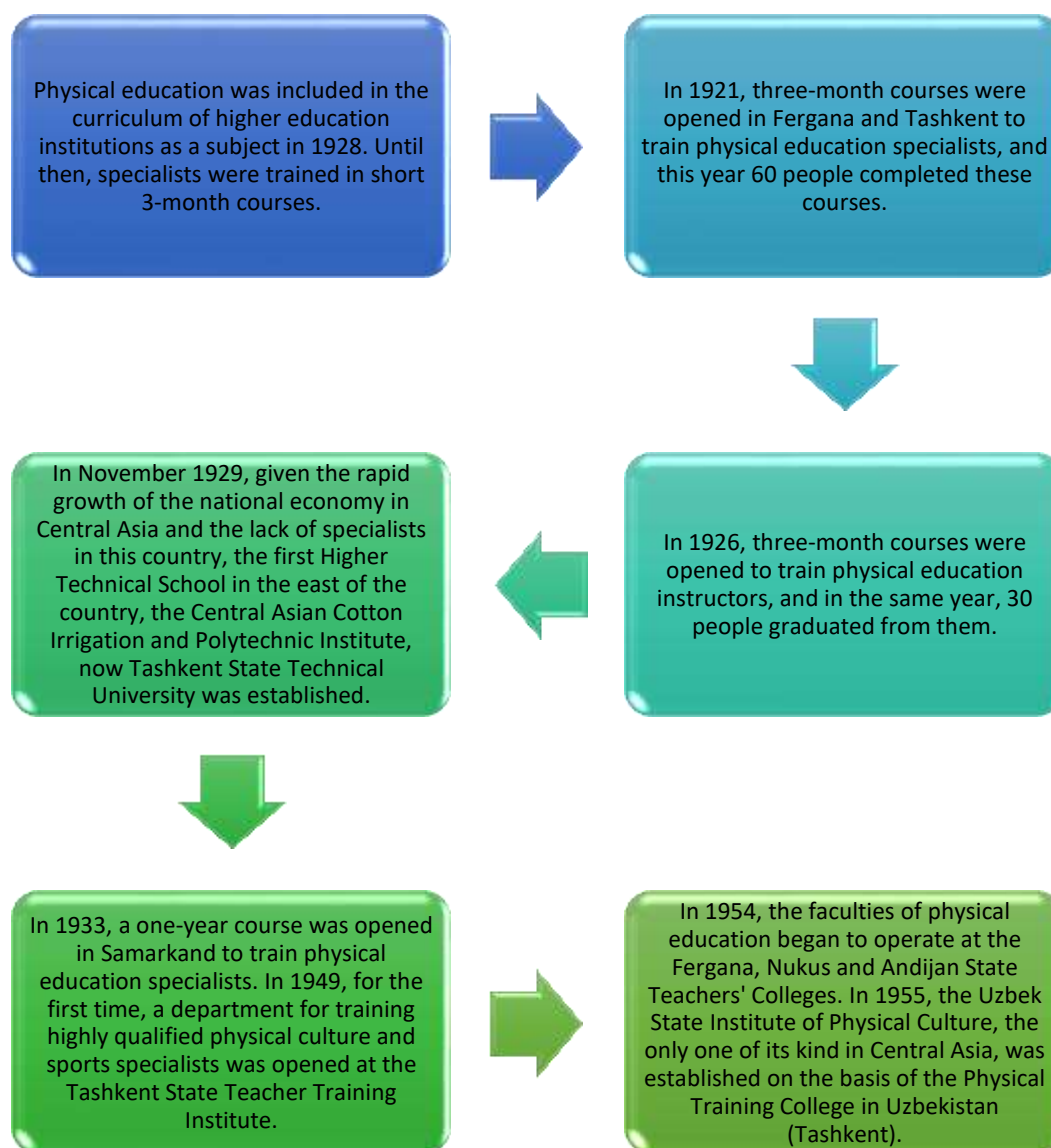 Physical education was included in the
curriculum of higher education
institutions as a subject in 1928. Until
then, specialists were trained in short
3-month courses.
In 1921, three-month courses were
opened in Fergana and Tashkent to
train physical education specialists, and
this year 60 people completed these
courses.
In 1926, three-month courses were
opened to train physical education
instructors, and in the same year, 30
people graduated from them.
In November 1929, given the rapid
growth of the national economy in
Central Asia and the lack of specialists
in this country, the first Higher
Technical School in the east of the
country, the Central Asian Cotton
Irrigation and Polytechnic Institute,
now Tashkent State Technical
University was established.
In 1933, a one-year course was opened
in Samarkand to train physical
education specialists. In 1949, for the
first time, a department for training
highly qualified physical culture and
sports specialists was opened at the
Tashkent State Teacher Training
Institute.
In 1954, the faculties of physical
education began to operate at the
Fergana, Nukus and Andijan State
Teachers' Colleges. In 1955, the Uzbek
State Institute of Physical Culture, the
only one of its kind in Central Asia, was
established on the basis of the Physical
Training College in Uzbekistan
(Tashkent).